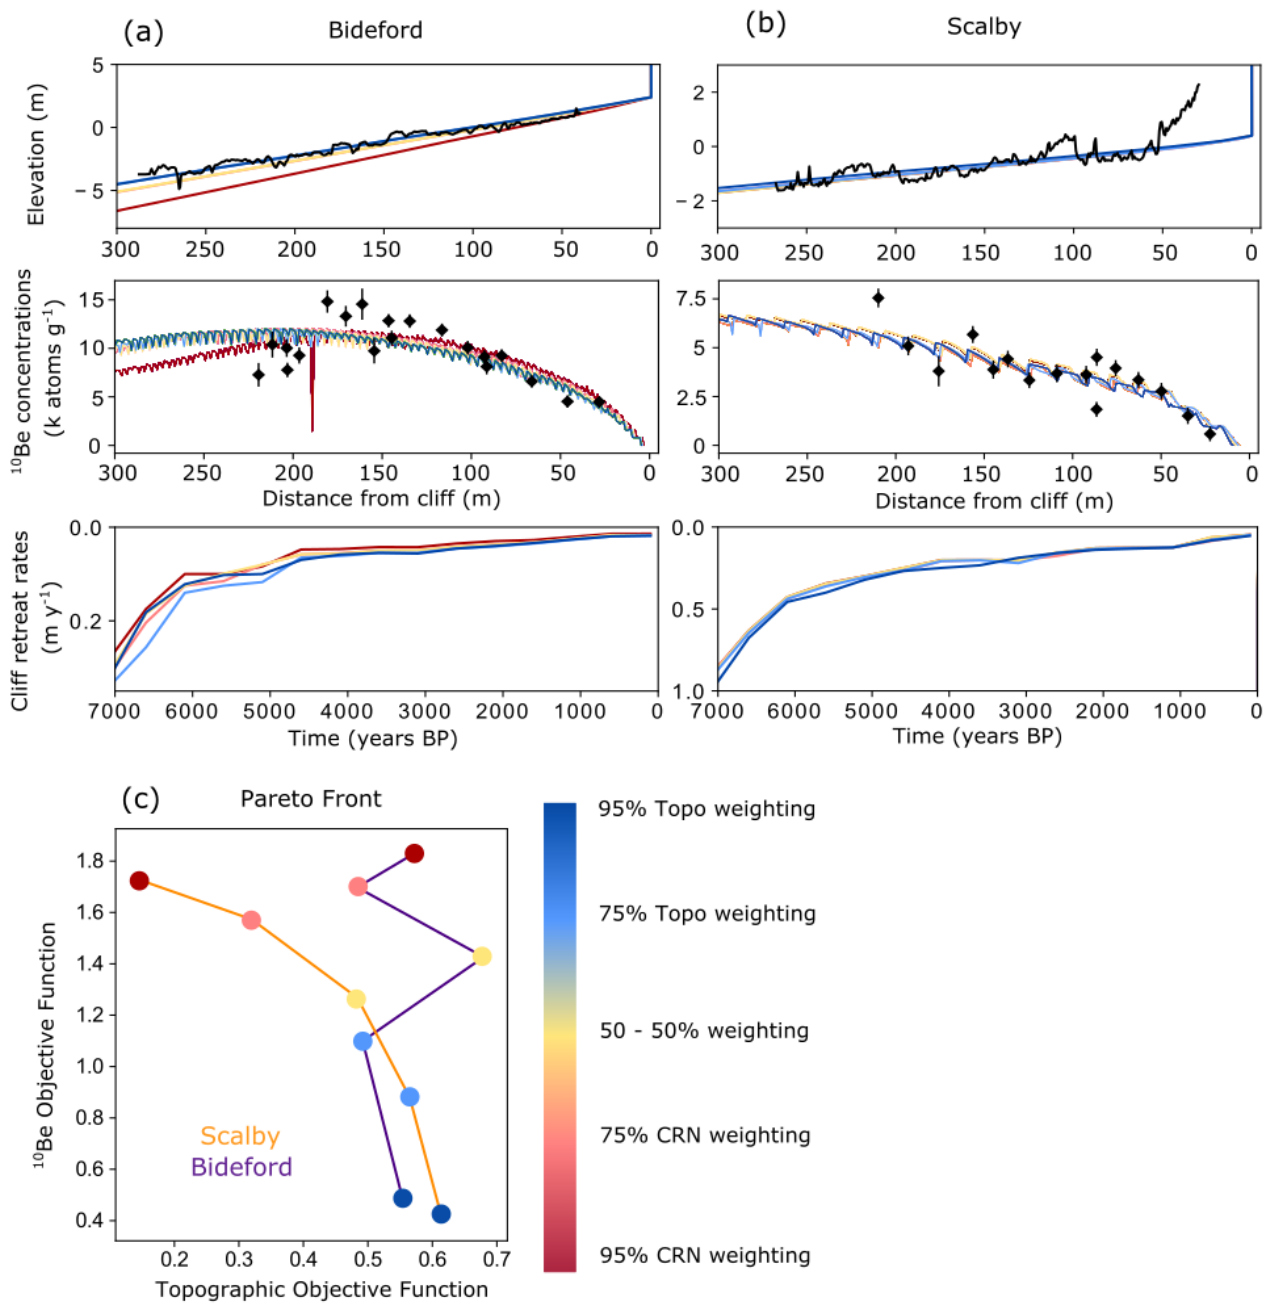 (a) Bideford
(b) Scalby
Elevation (m)
5
0
−5
300 250 200 150 100 50 0
2
0
−2
300 250 200 150 100 50 0
¹⁰Be concentrations
(k atoms g⁻¹)
15
10
5
0
300 250 200 150 100 50 0
Distance from cliff (m)
7.5
5
2.5
0
300 250 200 150 100 50 0
Distance from cliff (m)
Cliff retreat rates
(m y⁻¹)
0.0
0.2
7000 6000 5000 4000 3000 2000 1000 0
Time (years BP)
0.0
0.5
1.0
7000 6000 5000 4000 3000 2000 1000 0
Time (years BP)
(c) Pareto Front
¹⁰Be Objective Function
1.8
1.6
1.4
1.2
1.0
0.8
0.6
0.4
Scalby
Bideford
0.2 0.3 0.4 0.5 0.6 0.7
Topographic Objective Function
95% Topo weighting
75% Topo weighting
50 - 50% weighting
75% CRN weighting
95% CRN weighting